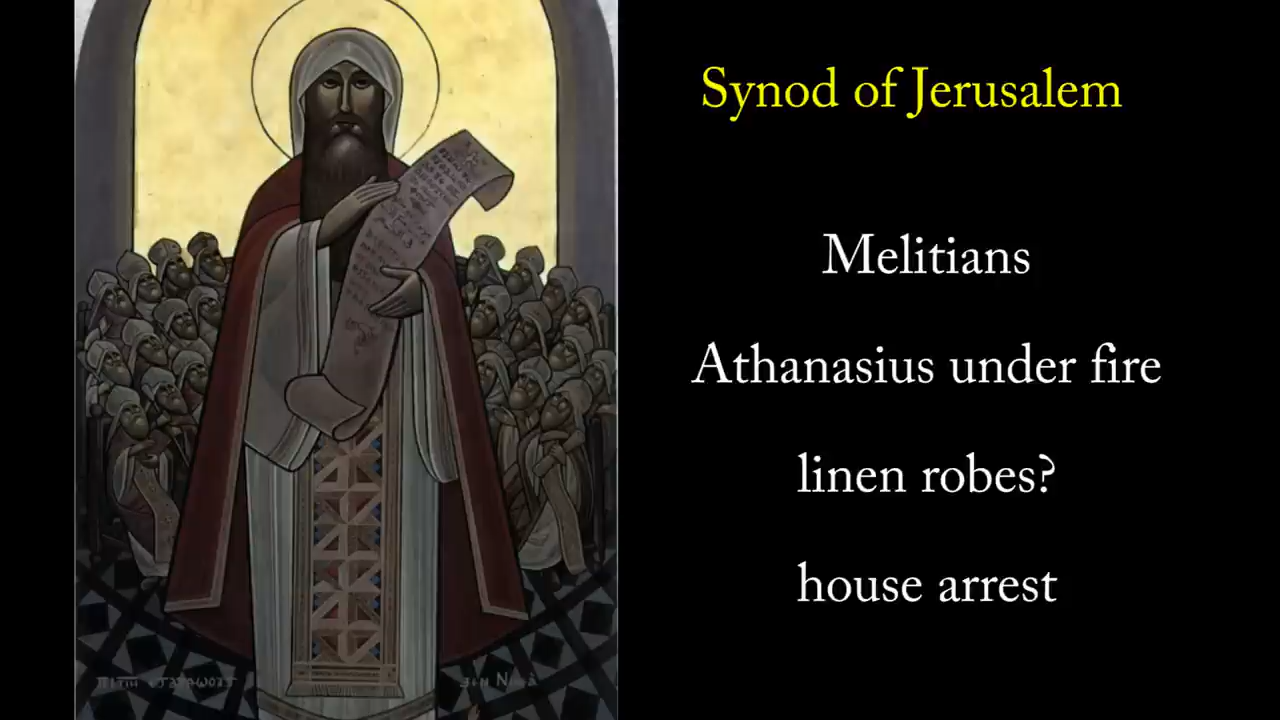 Synod of Jerusalem
Melitians
Athanasius under fire
linen robes?
house arrest